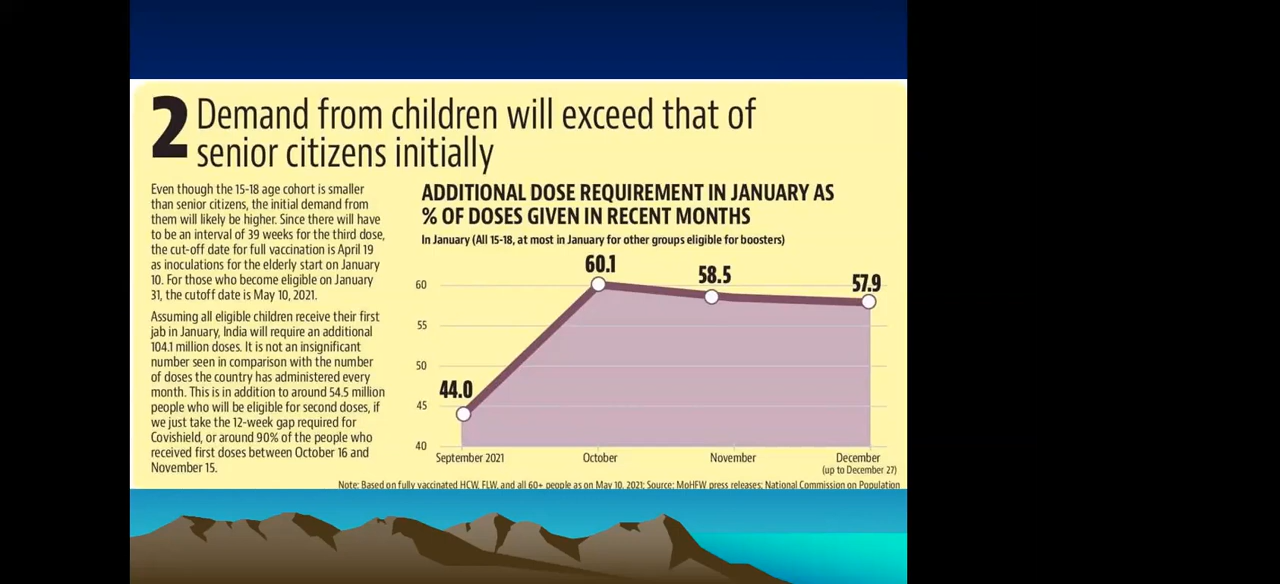 2 Demand from children will exceed that of
senior citizens initially
Even though the 15-18 age cohort is smaller
than senior citizens, the initial demand from
them will likely be higher. Since there will have
to be an interval of 39 weeks for the third dose,
the cut-off date for full vaccination is April 19
as inoculations for the elderly start on January
10. For those who become eligible on January
31, the cutoff date is May 10, 2021.
Assuming all eligible children receive their first
jab in January, India will require an additional
104.1 million doses. It is not an insignificant
number seen in comparison with the number
of doses the country has administered every
month. This is in addition to around 54.5 million
people who will be eligible for second doses, if
we just take the 12-week gap required for
Covishield, or around 90% of the people who
received first doses between October 16 and
November 15.
ADDITIONAL DOSE REQUIREMENT IN JANUARY AS
% OF DOSES GIVEN IN RECENT MONTHS
In January (All 15-18, at most in January for other groups eligible for boosters)
60.1
58.5
57.9
44.0
60
55
50
45
40
September 2021
October
November
December
(up to December 27)
Note: Based on fully vaccinated HCW, FLW, and all 60+ people as on May 10, 2021; Source: MoHFW press releases; National Commission on Population